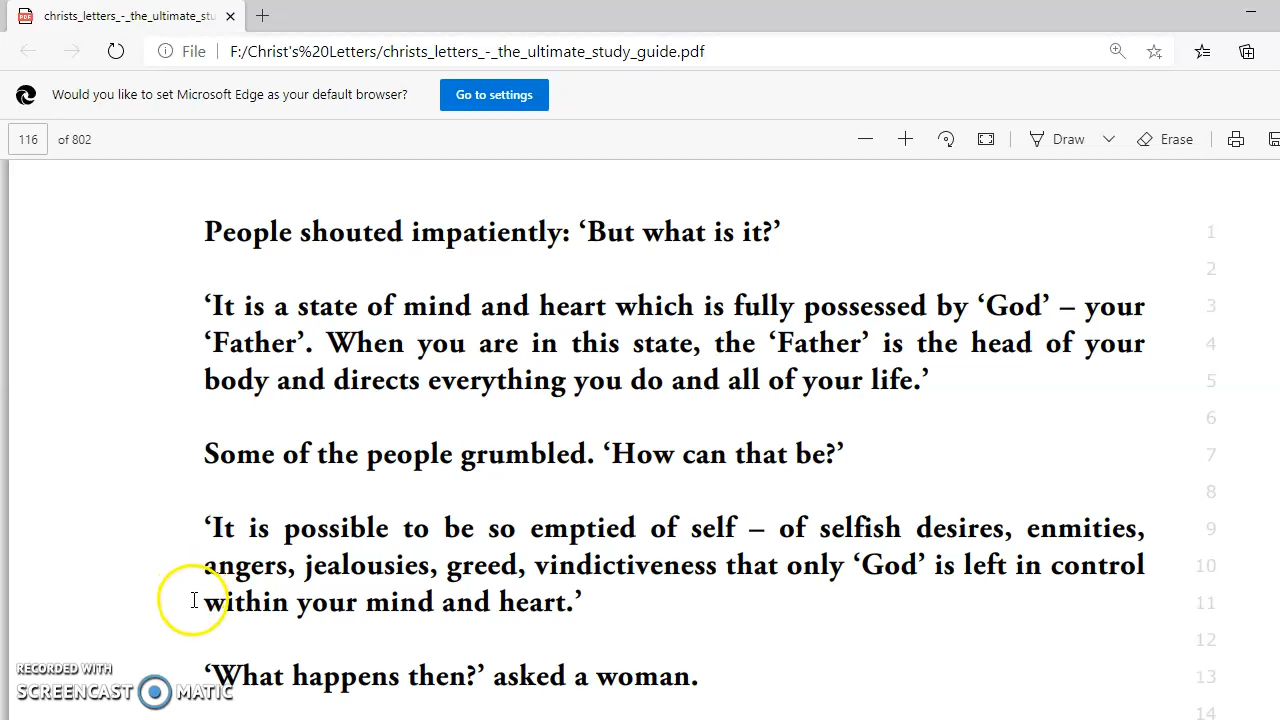 christs_letters_-_the_ultimate_stu
File F:/Christ's%20Letters/christs_letters_-_the_ultimate_study_guide.pdf
Would you like to set Microsoft Edge as your default browser? Go to settings
116 of 802 Draw Erase
People shouted impatiently: ‘But what is it?’ 1
2
‘It is a state of mind and heart which is fully possessed by ‘God’ – your 3
‘Father’. When you are in this state, the ‘Father’ is the head of your 4
body and directs everything you do and all of your life.’ 5
6
Some of the people grumbled. ‘How can that be?’ 7
8
‘It is possible to be so emptied of self – of selfish desires, enmities, 9
angers, jealousies, greed, vindictiveness that only ‘God’ is left in control 10
within your mind and heart.’ 11
12
‘What happens then?’ asked a woman. 13
14
RECORDED WITH
SCREENCAST MATIC